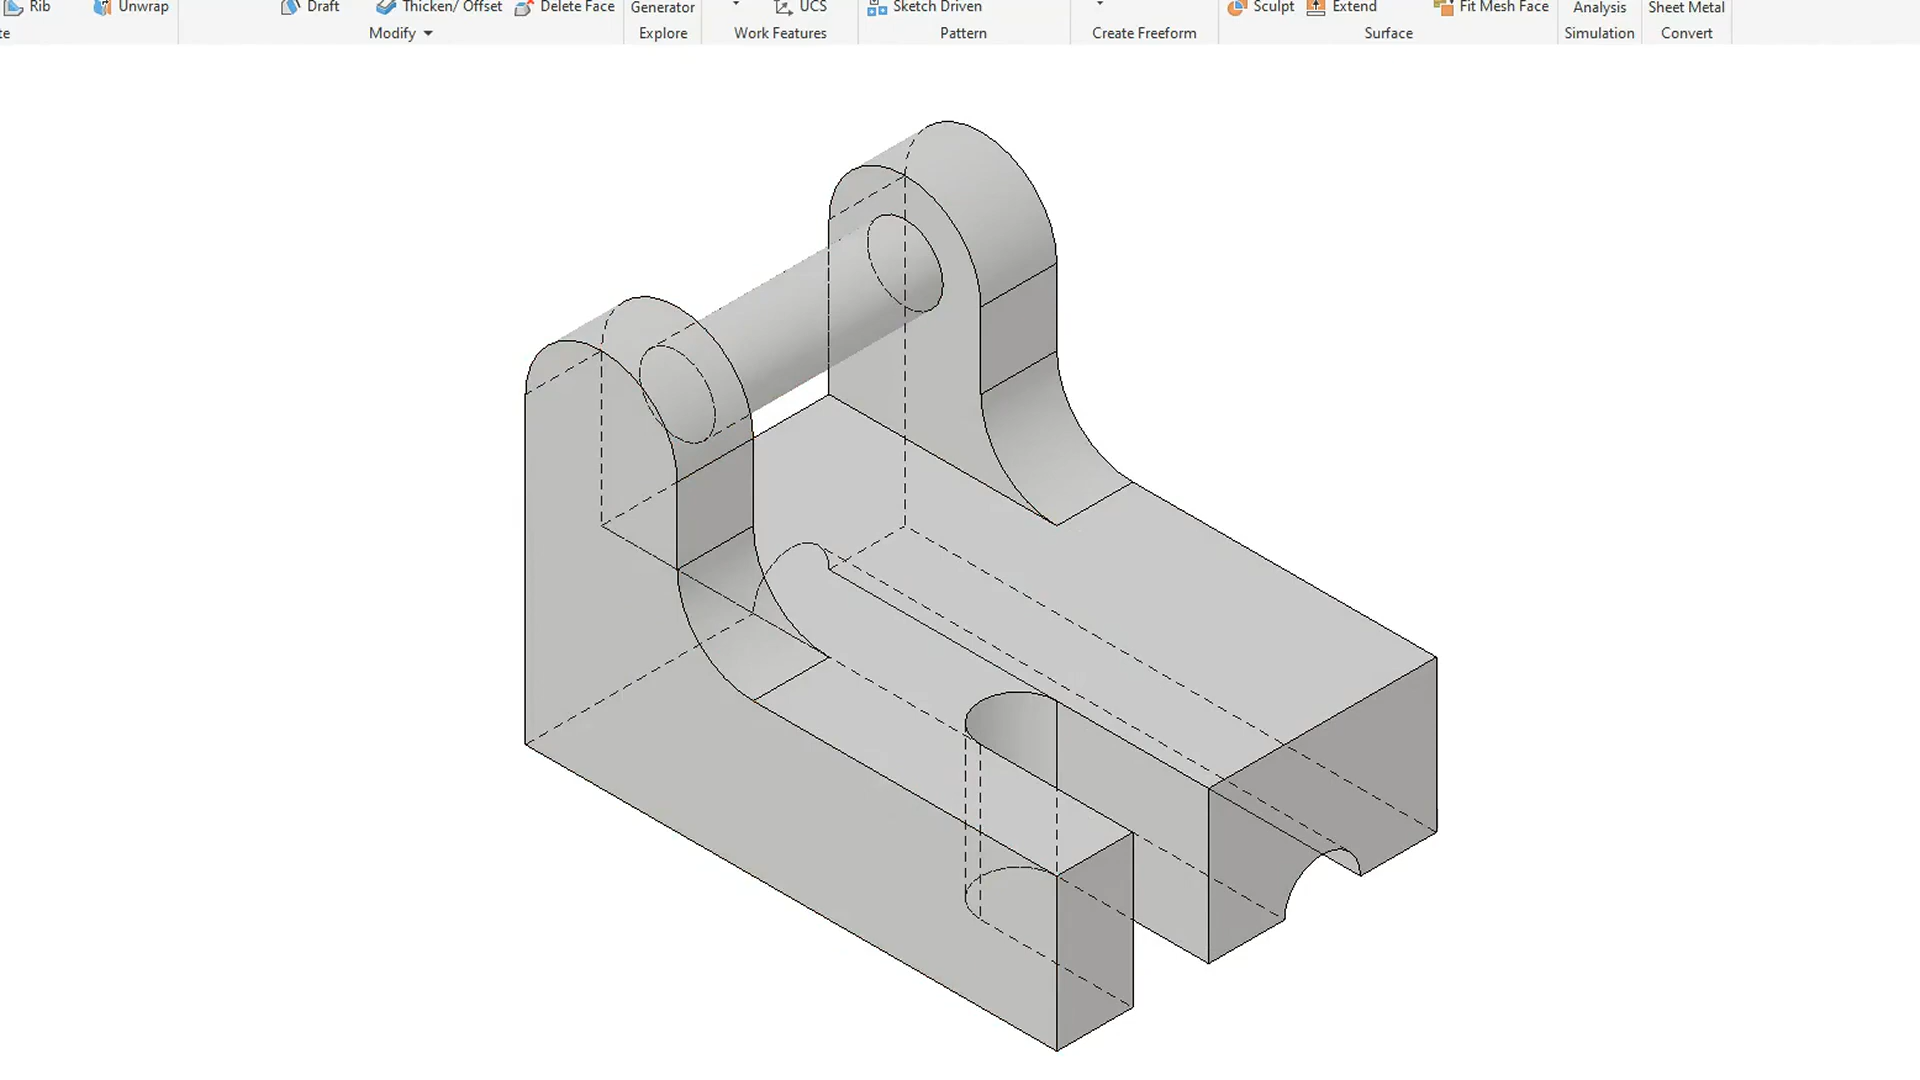 Rib Unwrap Draft Thicken/ Offset Delete Face Generator UCS Sketch Driven Sculpt Extend Fit Mesh Face Analysis Sheet Metal
te Modify Explore Work Features Pattern Create Freeform Surface Simulation Convert